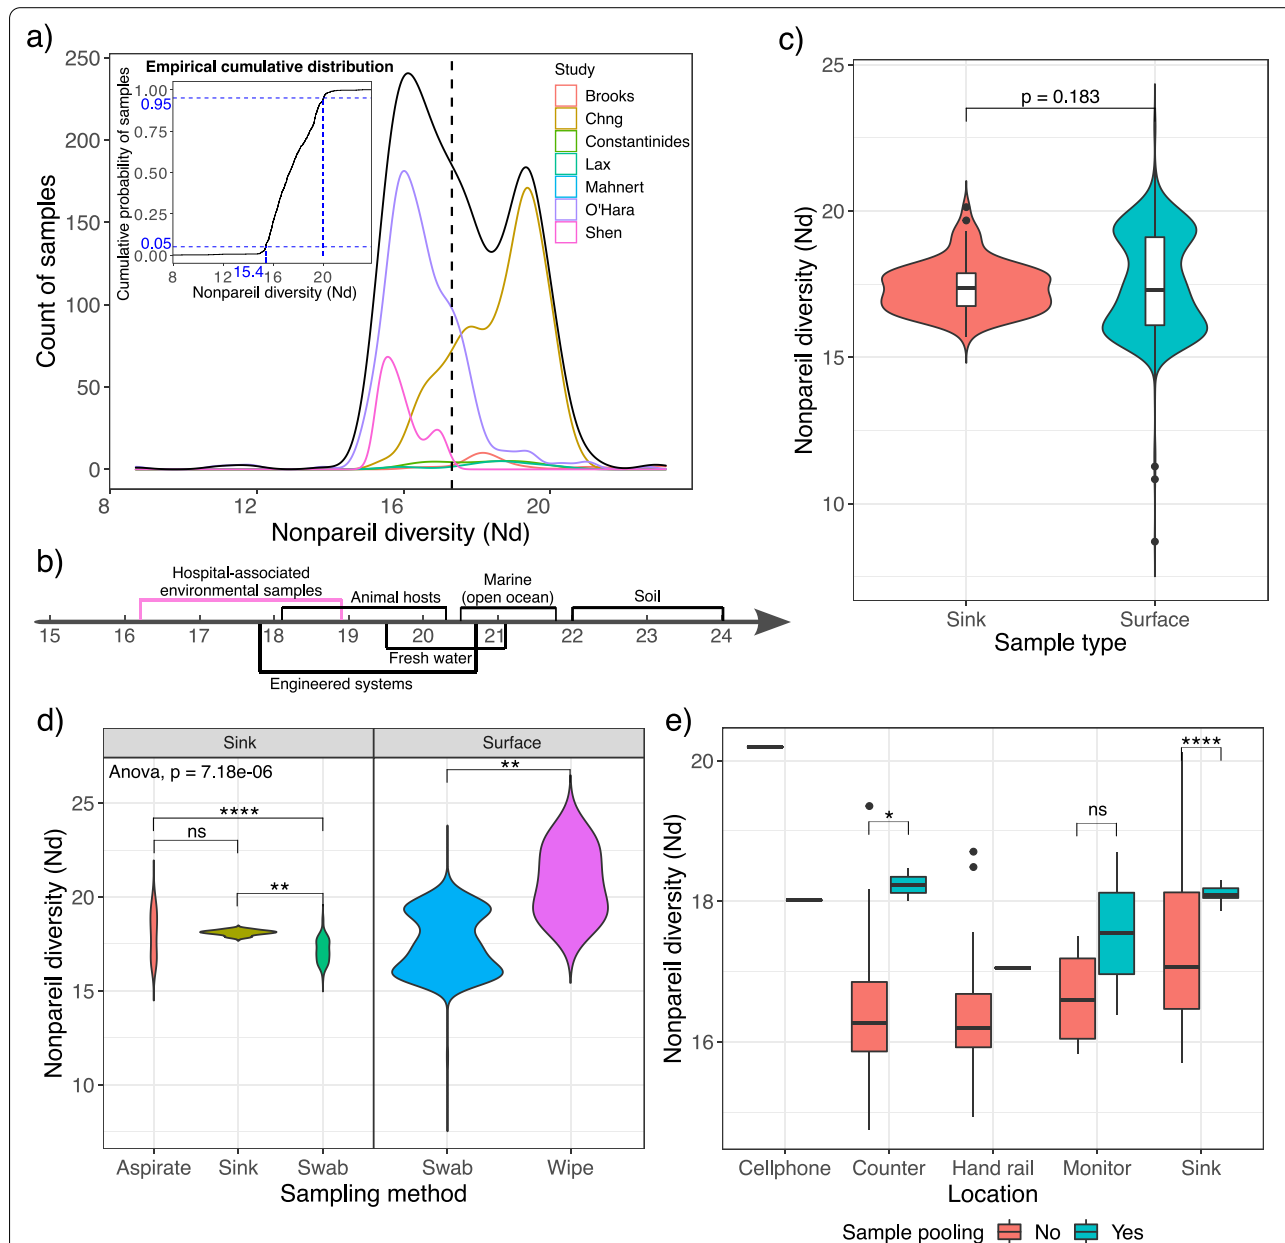 a)
250
200
150
100
50
0
Count of samples
8
12
16
20
Nonpareil diversity (Nd)
Empirical cumulative distribution
1.00
0.95
0.75
0.50
0.25
0.05
0.00
Cumulative probability of samples
8
12
15.4
16
20
Nonpareil diversity (Nd)
Study
Brooks
Chng
Constantinides
Lax
Mahnert
O'Hara
Shen
b)
Hospital-associated
environmental samples
Animal hosts
Marine
(open ocean)
Soil
15 16 17 18 19 20 21 22 23 24
Fresh water
Engineered systems
c)
25
20
15
10
Nonpareil diversity (Nd)
p = 0.183
Sink Surface
Sample type
d)
Sink Surface
Anova, p = 7.18e-06
****
ns
**
**
25
20
15
10
Nonpareil diversity (Nd)
Aspirate Sink Swab Swab Wipe
Sampling method
e)
20
18
16
Nonpareil diversity (Nd)
*
ns
****
Cellphone Counter Hand rail Monitor Sink
Location
Sample pooling No Yes